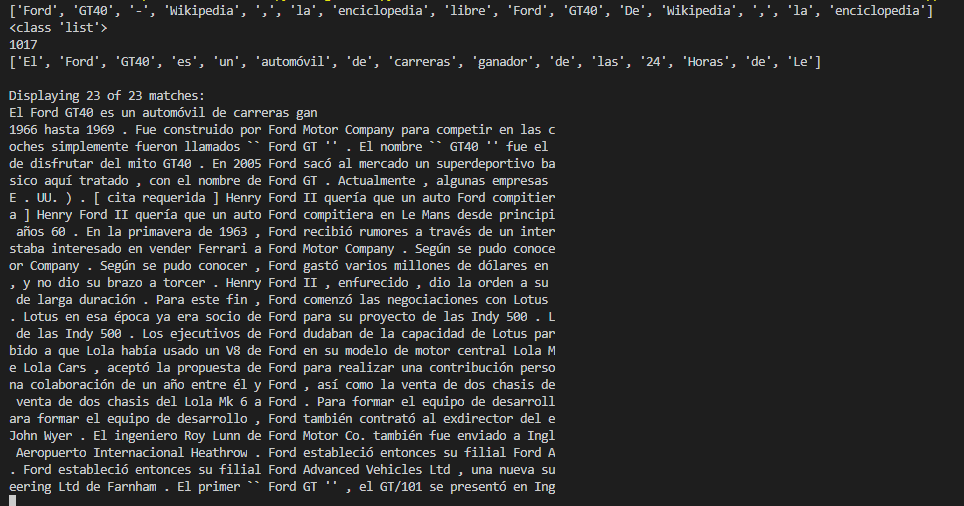 ['Ford', 'GT40', '-', 'Wikipedia', ',', 'la', 'enciclopedia', 'libre', 'Ford', 'GT40', 'De', 'Wikipedia', ',', 'la', 'enciclopedia']
<class 'list'>
1017
['El', 'Ford', 'GT40', 'es', 'un', 'automóvil', 'de', 'carreras', 'ganador', 'de', 'las', '24', 'Horas', 'de', 'Le']
Displaying 23 of 23 matches:
El Ford GT40 es un automóvil de carreras gan
1966 hasta 1969 . Fue construido por Ford Motor Company para competir en las c
oches simplemente fueron llamados `` Ford GT '' . El nombre `` GT40 '' fue el
de disfrutar del mito GT40 . En 2005 Ford sacó al mercado un superdeportivo ba
sico aquí tratado , con el nombre de Ford GT . Actualmente , algunas empresas
E . UU. ) . [ cita requerida ] Henry Ford II quería que un auto Ford compitier
a ] Henry Ford II quería que un auto Ford compitiera en Le Mans desde principi
años 60 . En la primavera de 1963 , Ford recibió rumores a través de un inter
staba interesado en vender Ferrari a Ford Motor Company . Según se pudo conoce
or Company . Según se pudo conocer , Ford gastó varios millones de dólares en
, y no dio su brazo a torcer . Henry Ford II , enfurecido , dio la orden a su
de larga duración . Para este fin , Ford comenzó las negociaciones con Lotus
. Lotus en esa época ya era socio de Ford para su proyecto de las Indy 500 . L
de las Indy 500 . Los ejecutivos de Ford dudaban de la capacidad de Lotus par
bido a que Lola había usado un V8 de Ford en su modelo de motor central Lola M
e Lola Cars , aceptó la propuesta de Ford para realizar una contribución perso
na colaboración de un año entre él y Ford , así como la venta de dos chasis de
venta de dos chasis del Lola Mk 6 a Ford . Para formar el equipo de desarroll
ara formar el equipo de desarrollo , Ford también contrató al exdirector del e
John Wyer . El ingeniero Roy Lunn de Ford Motor Co. también fue enviado a Ingl
Aeropuerto Internacional Heathrow . Ford estableció entonces su filial Ford A
. Ford estableció entonces su filial Ford Advanced Vehicles Ltd , una nueva su
eering Ltd de Farnham . El primer `` Ford GT '' , el GT/101 se presentó en Ing